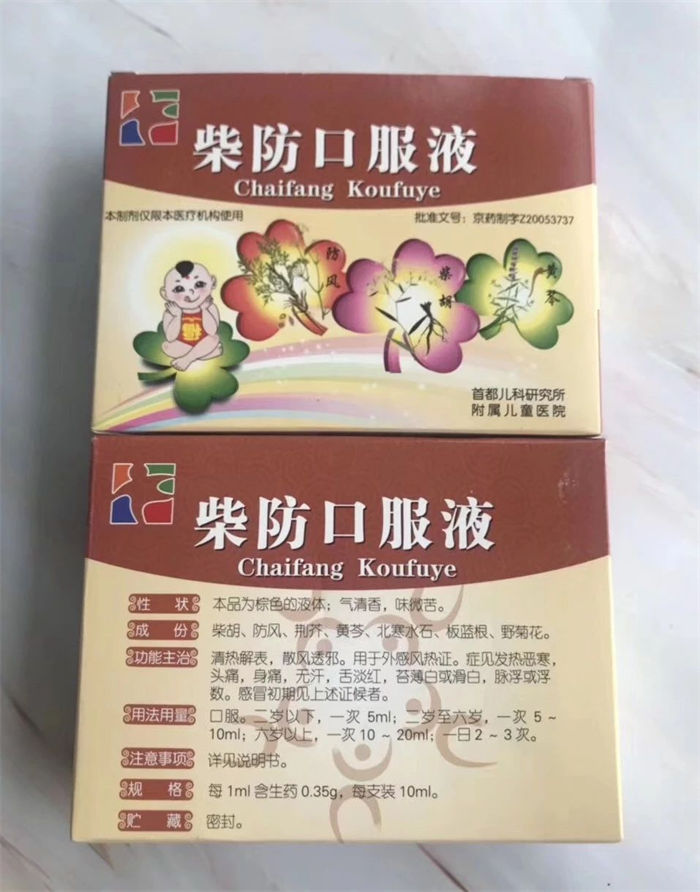 柴防口服液
Chaifang Koufuye
本制剂仅限本医疗机构使用
批准文号：京药制字Z20053737
防风
柴胡
黄芩
福
首都儿科研究所
附属儿童医院
柴防口服液
Chaifang Koufuye
性 状 本品为棕色的液体；气清香，味微苦。
成 份 柴胡、防风、荆芥、黄芩、北寒水石、板蓝根、野菊花。
功能主治 清热解表，散风透邪。用于外感风热证。症见发热恶寒，
头痛，身痛，无汗，舌淡红，苔薄白或滑白，脉浮或浮
数。感冒初期见上述证候者。
用法用量 口服。二岁以下，一次 5ml；二岁至六岁，一次 5～
10ml；六岁以上，一次10～20ml；一日2～3次。
注意事项 详见说明书。
规 格 每1ml含生药0.35g，每支装10ml。
贮 藏 密封。